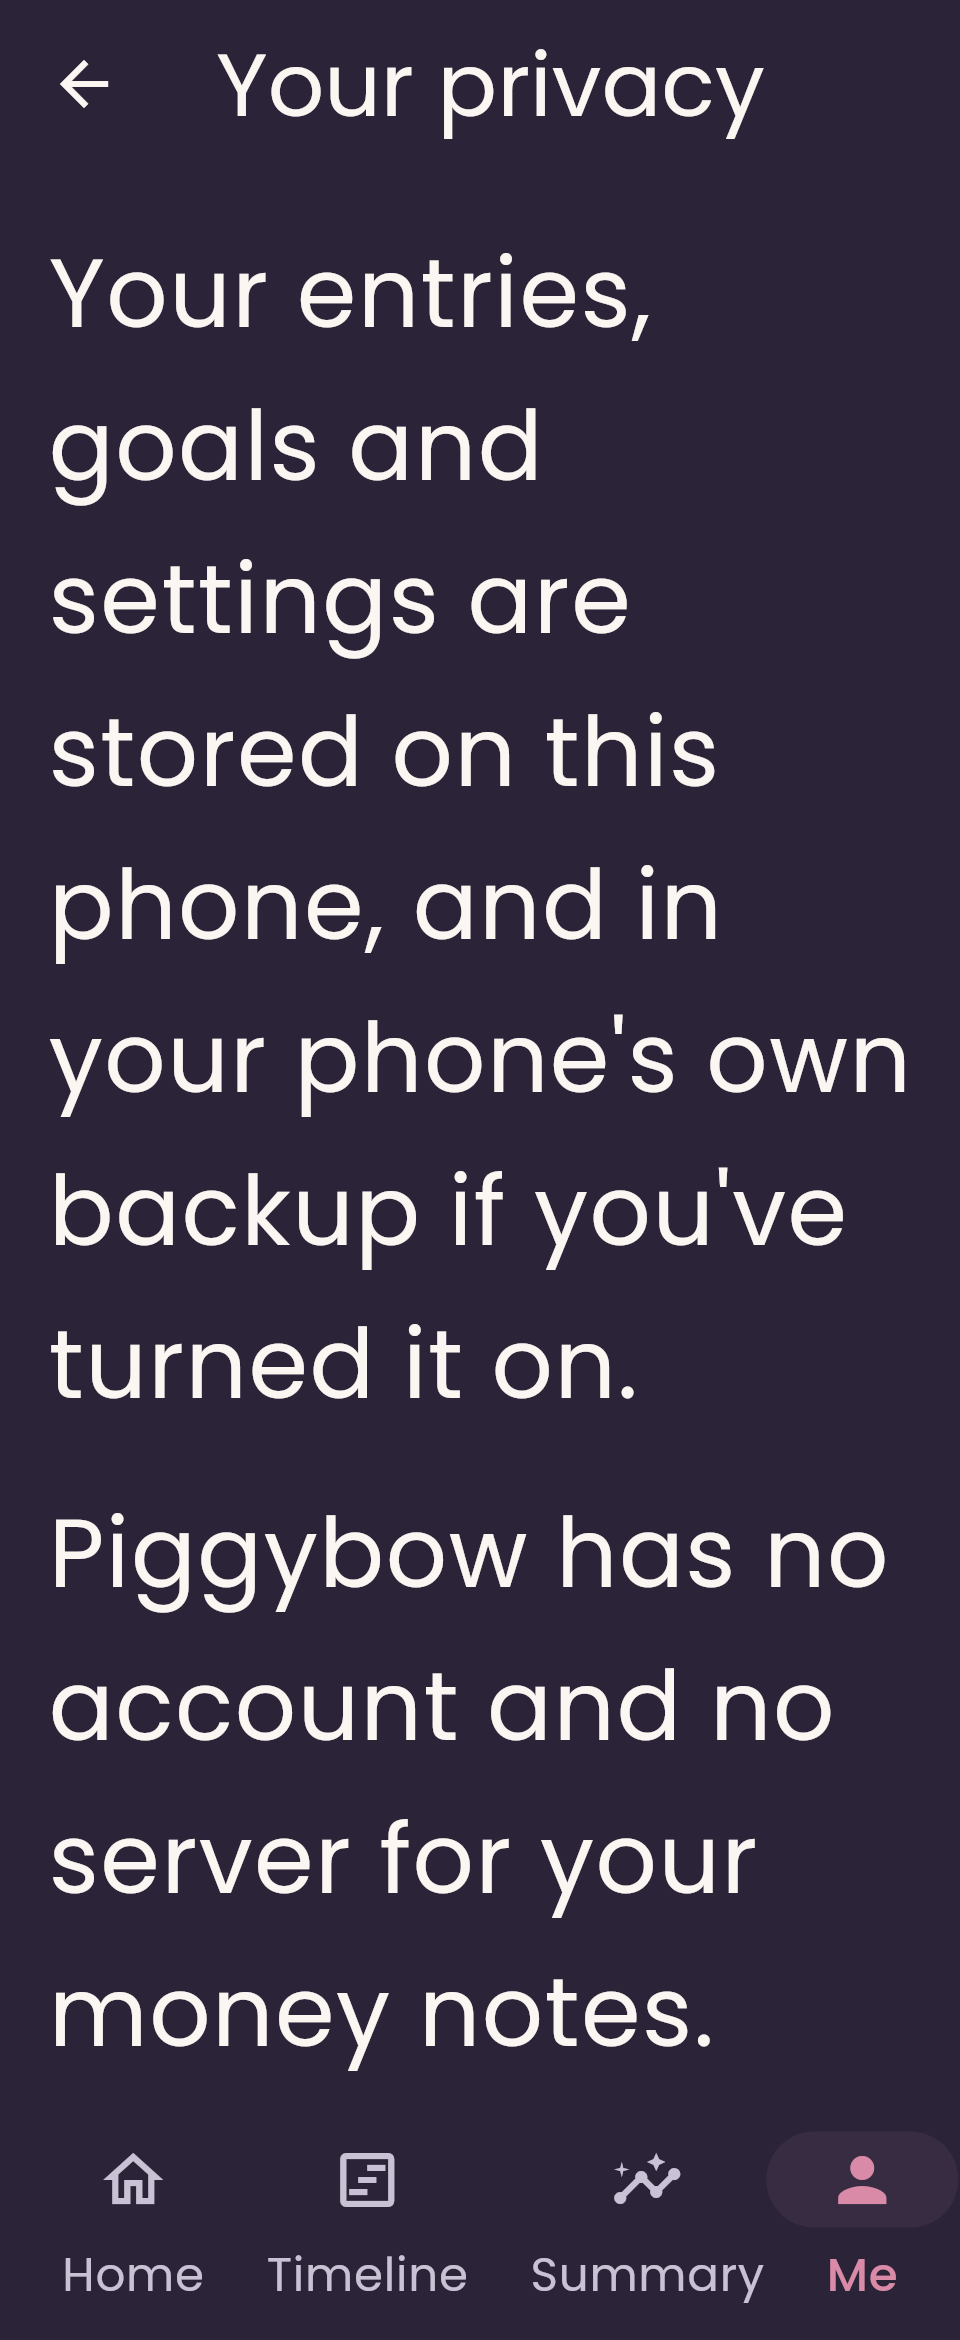 Your privacy
Your entries,
goals and
settings are
stored on this
phone, and in
your phone's own
backup if you've
turned it on.
Piggybow has no
account and no
server for your
money notes.
Home Timeline Summary Me